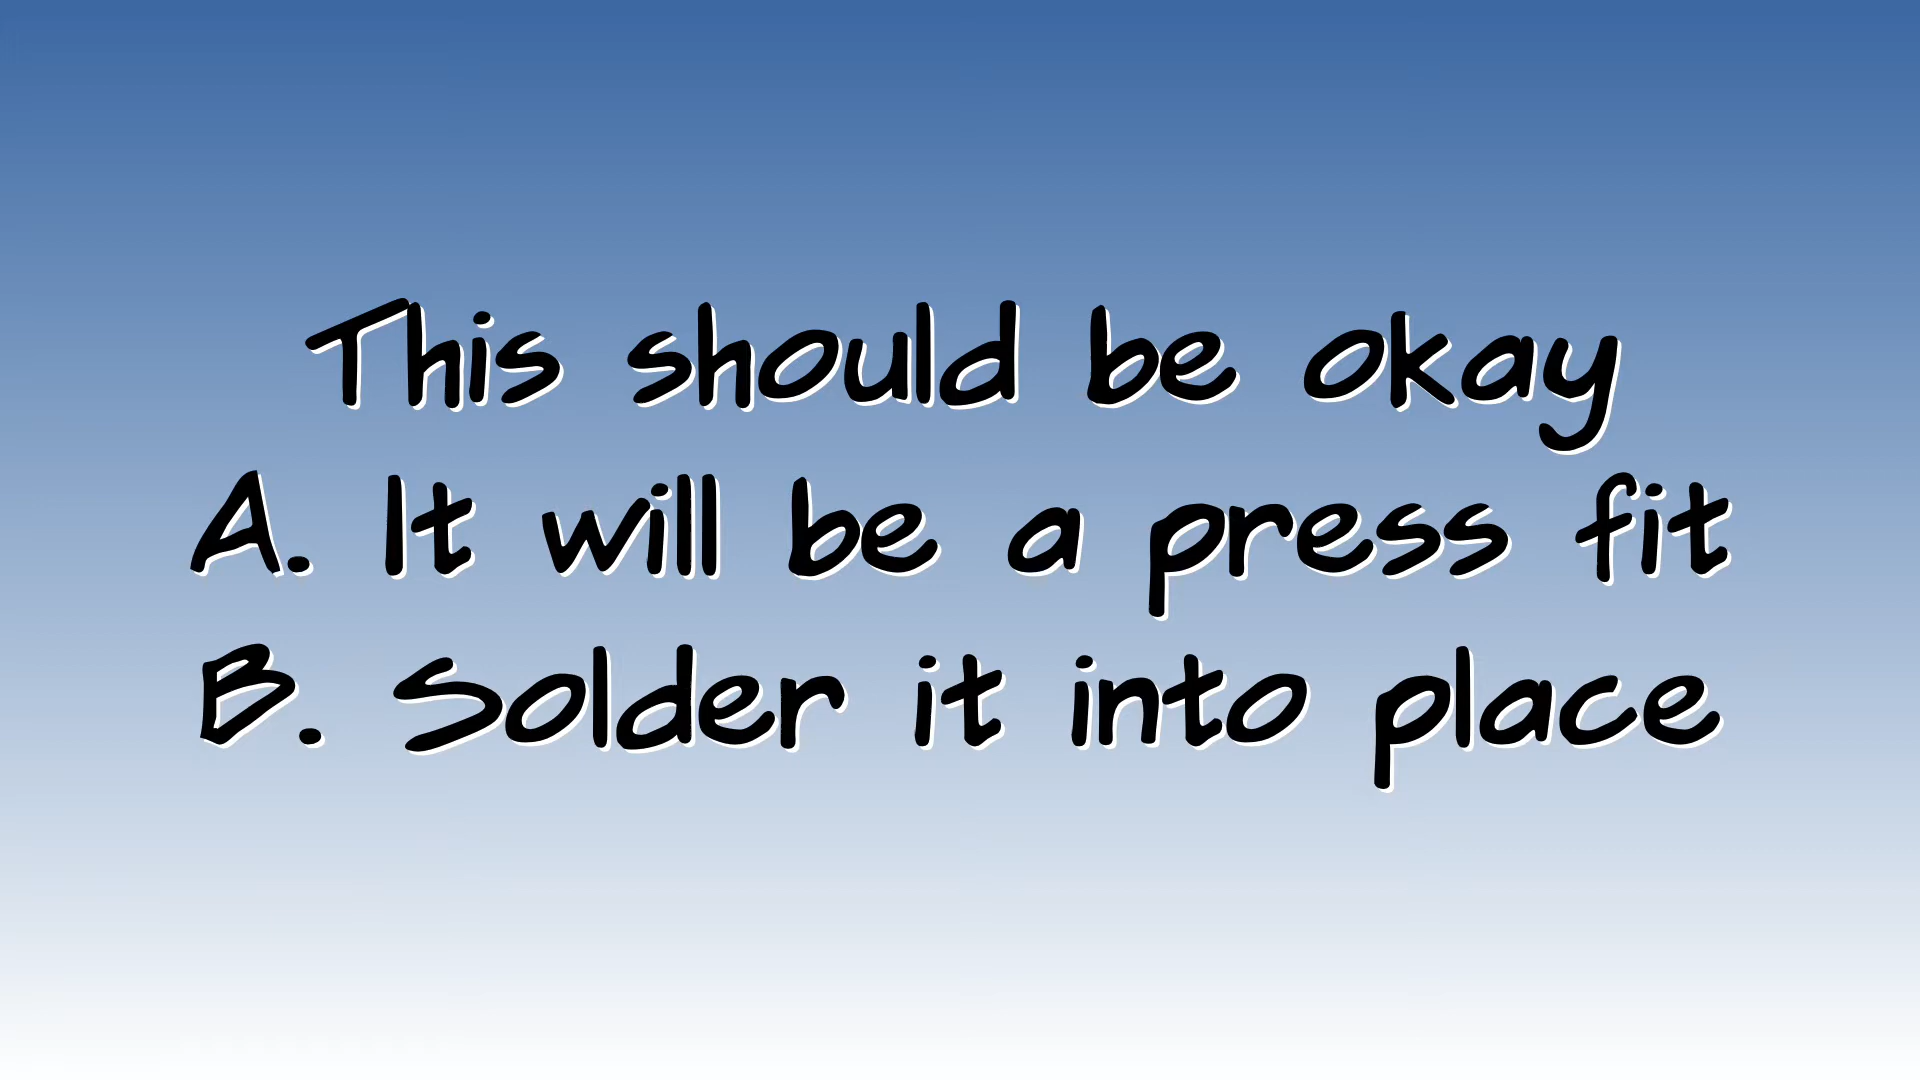 This should be okay
A. It will be a press fit
B. Solder it into place